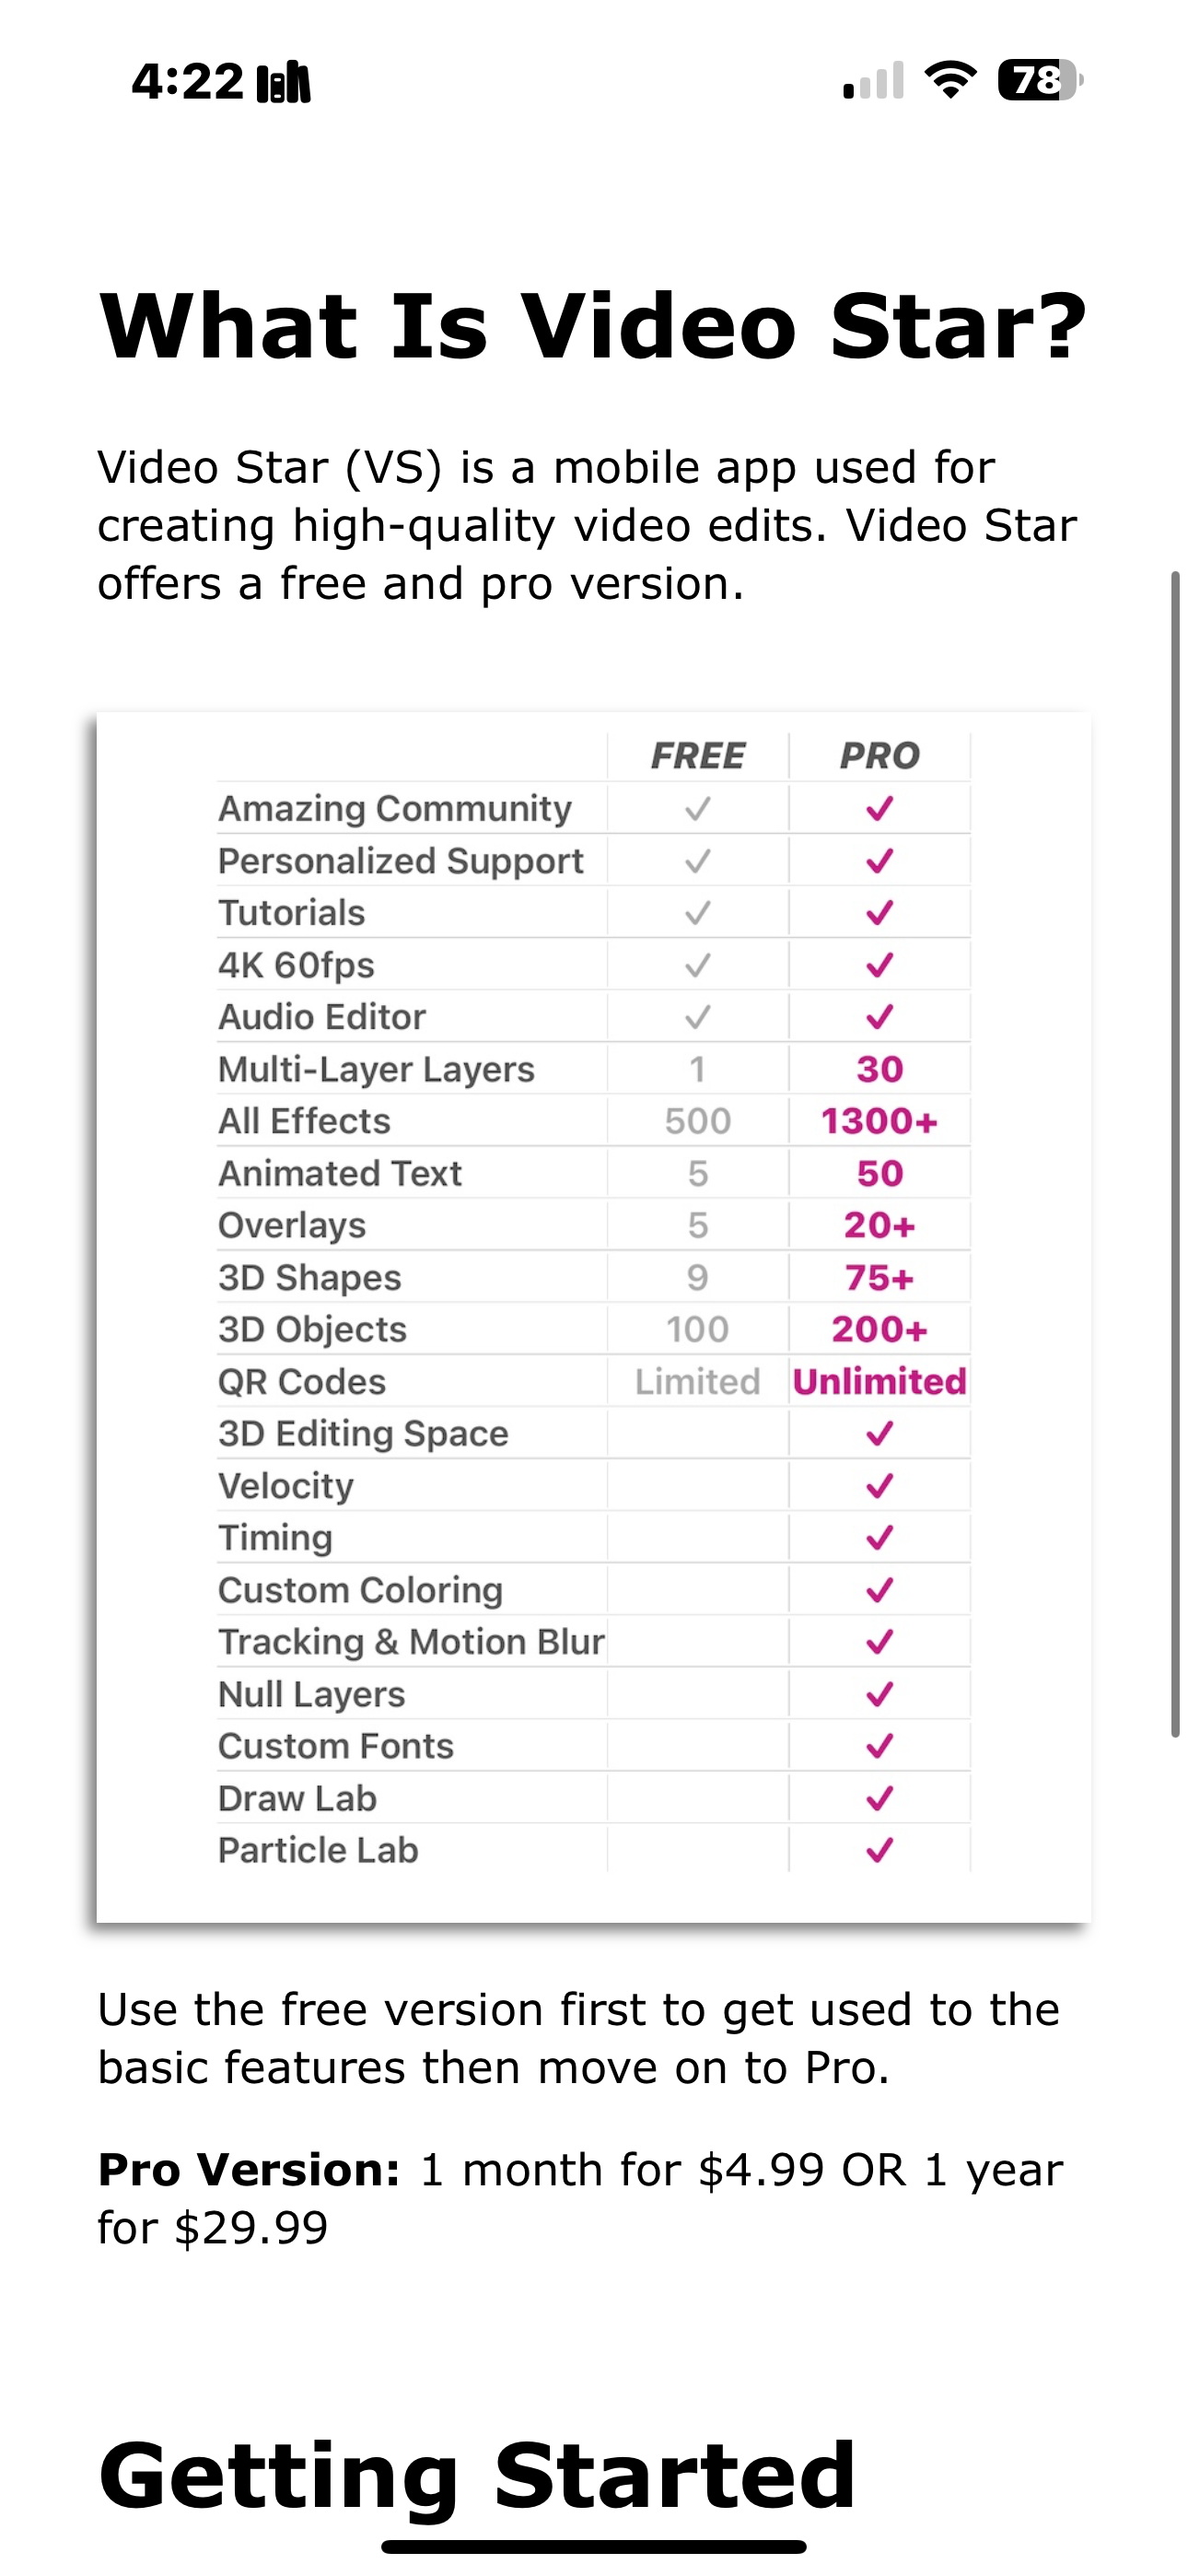 4:22
78
What Is Video Star?
Video Star (VS) is a mobile app used for
creating high-quality video edits. Video Star
offers a free and pro version.
FREE PRO
Amazing Community ✓ ✓
Personalized Support ✓ ✓
Tutorials ✓ ✓
4K 60fps ✓ ✓
Audio Editor ✓ ✓
Multi-Layer Layers 1 30
All Effects 500 1300+
Animated Text 5 50
Overlays 5 20+
3D Shapes 9 75+
3D Objects 100 200+
QR Codes Limited Unlimited
3D Editing Space ✓
Velocity ✓
Timing ✓
Custom Coloring ✓
Tracking & Motion Blur ✓
Null Layers ✓
Custom Fonts ✓
Draw Lab ✓
Particle Lab ✓
Use the free version first to get used to the
basic features then move on to Pro.
Pro Version: 1 month for $4.99 OR 1 year
for $29.99
Getting Started